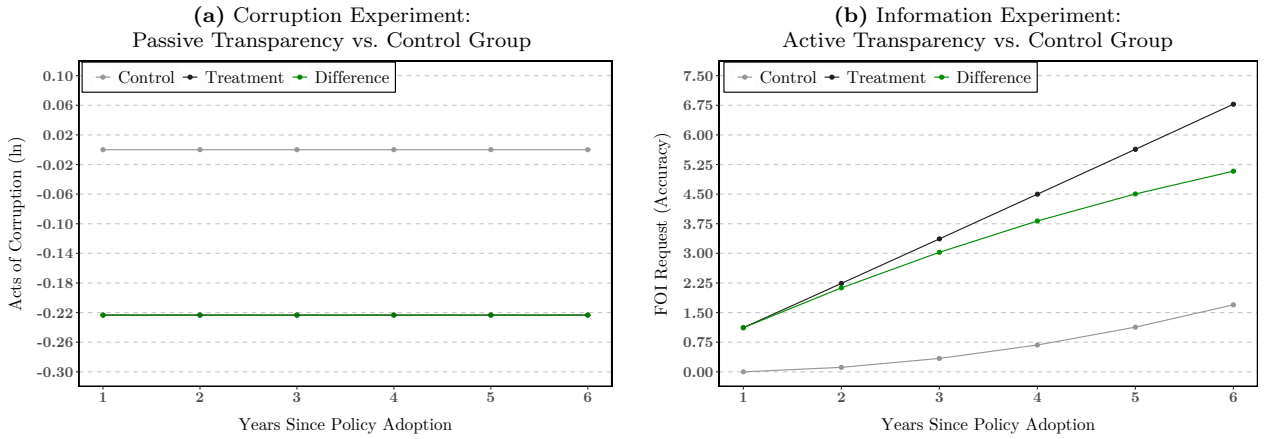 (a) Corruption Experiment:
Passive Transparency vs. Control Group
Control Treatment Difference
Acts of Corruption (ln)
0.10
0.06
0.02
-0.02
-0.06
-0.10
-0.14
-0.18
-0.22
-0.26
-0.30
1 2 3 4 5 6
Years Since Policy Adoption
(b) Information Experiment:
Active Transparency vs. Control Group
Control Treatment Difference
FOI Request (Accuracy)
7.50
6.75
6.00
5.25
4.50
3.75
3.00
2.25
1.50
0.75
0.00
1 2 3 4 5 6
Years Since Policy Adoption